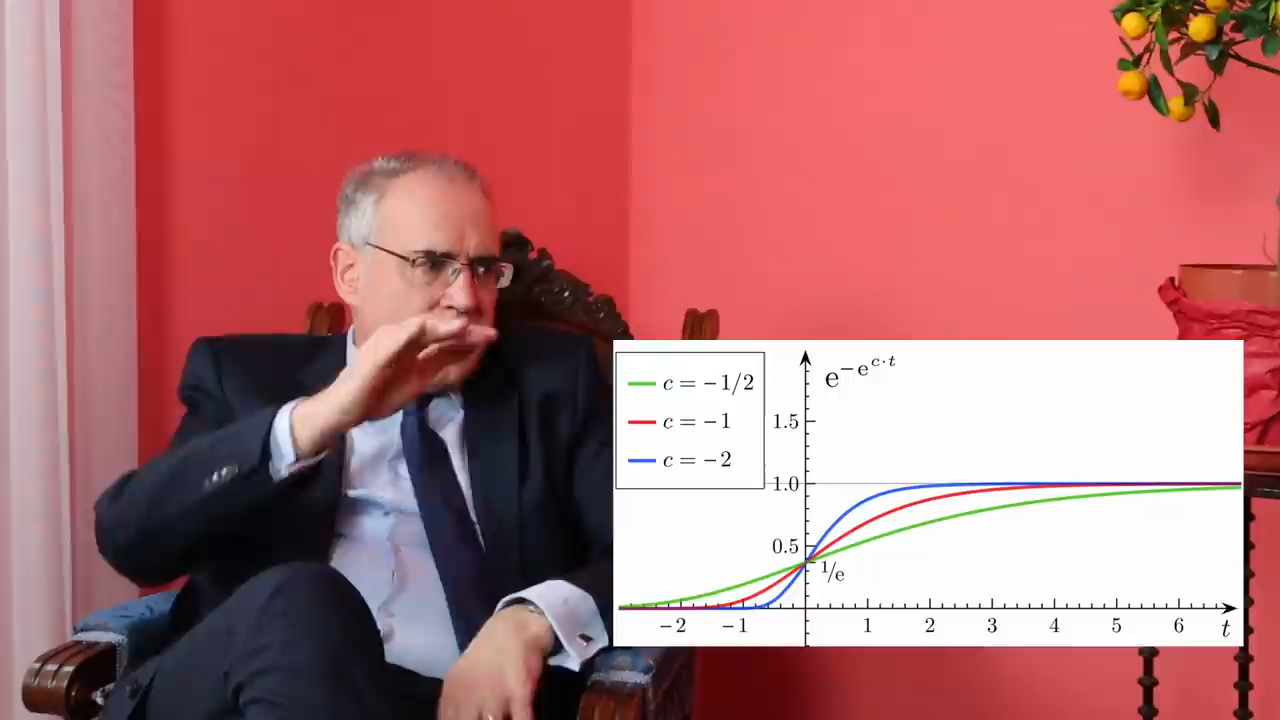 c = −1/2
c = −1
c = −2
e^{−e^{c·t}}
1.5
1.0
0.5
1/e
−2 −1 1 2 3 4 5 6 t